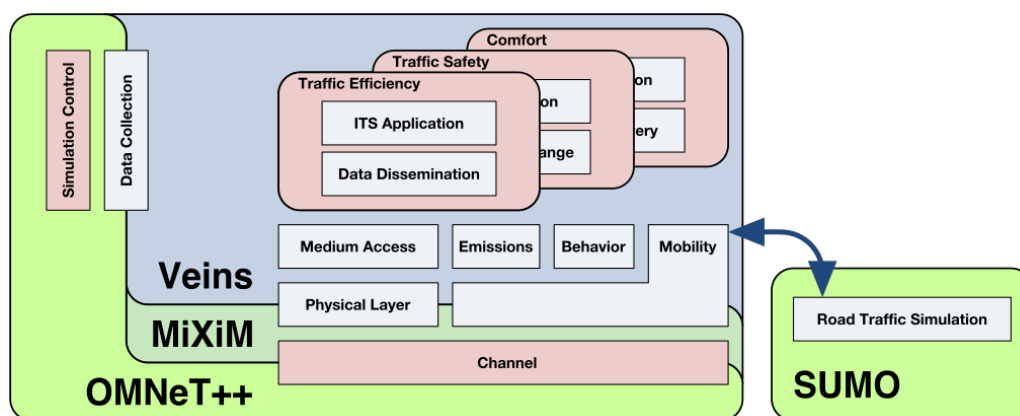 Comfort
Traffic Safety
Traffic Efficiency
Simulation Control
Data Collection
ITS Application
Data Dissemination
on
ange
on
ery
Medium Access
Emissions
Behavior
Mobility
Veins
Physical Layer
MiXiM
Channel
OMNeT++
Road Traffic Simulation
SUMO